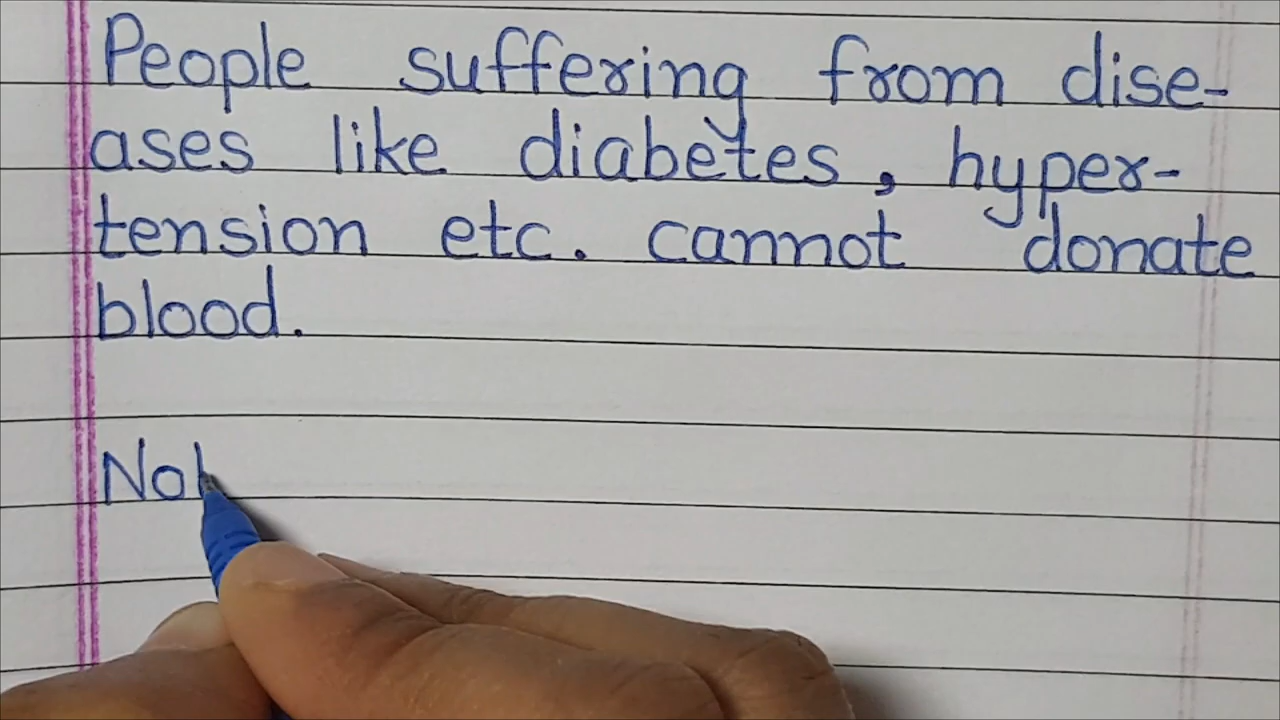 People suffering from dise-
ases like diabetes, hyper-
tension etc. cannot donate
blood.